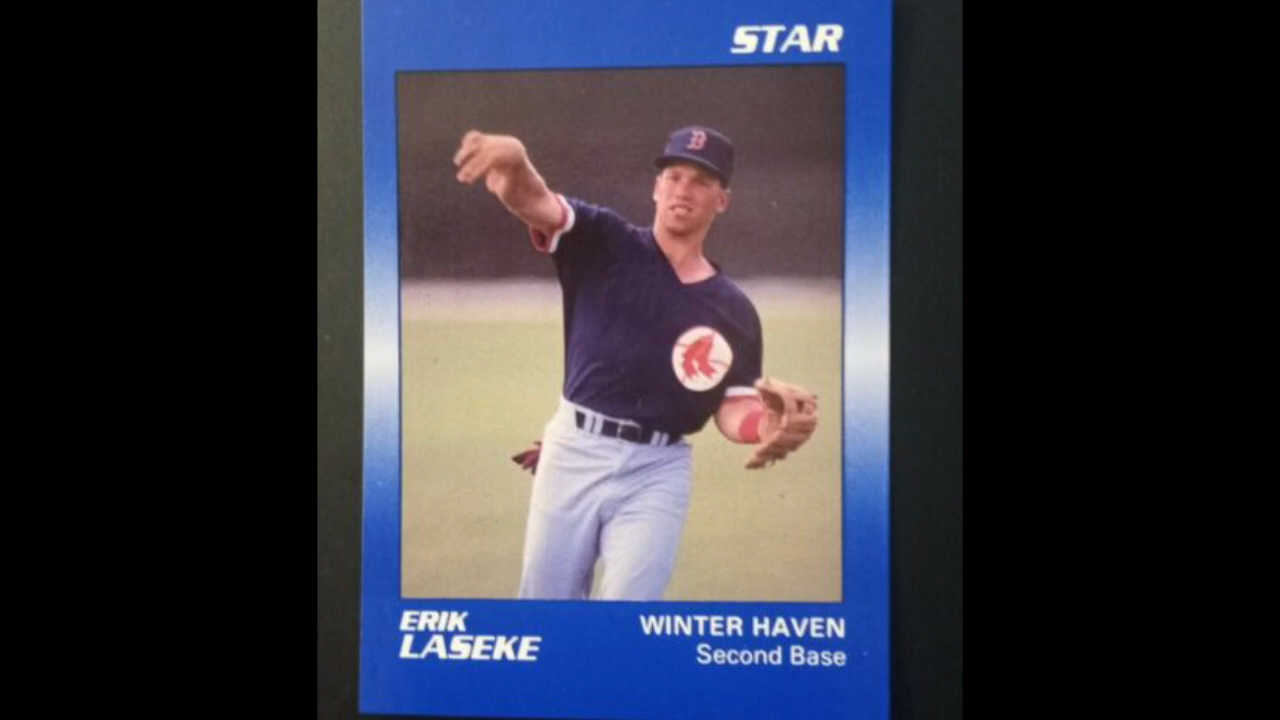 STAR
B
ERIK
LASEKE
WINTER HAVEN
Second Base